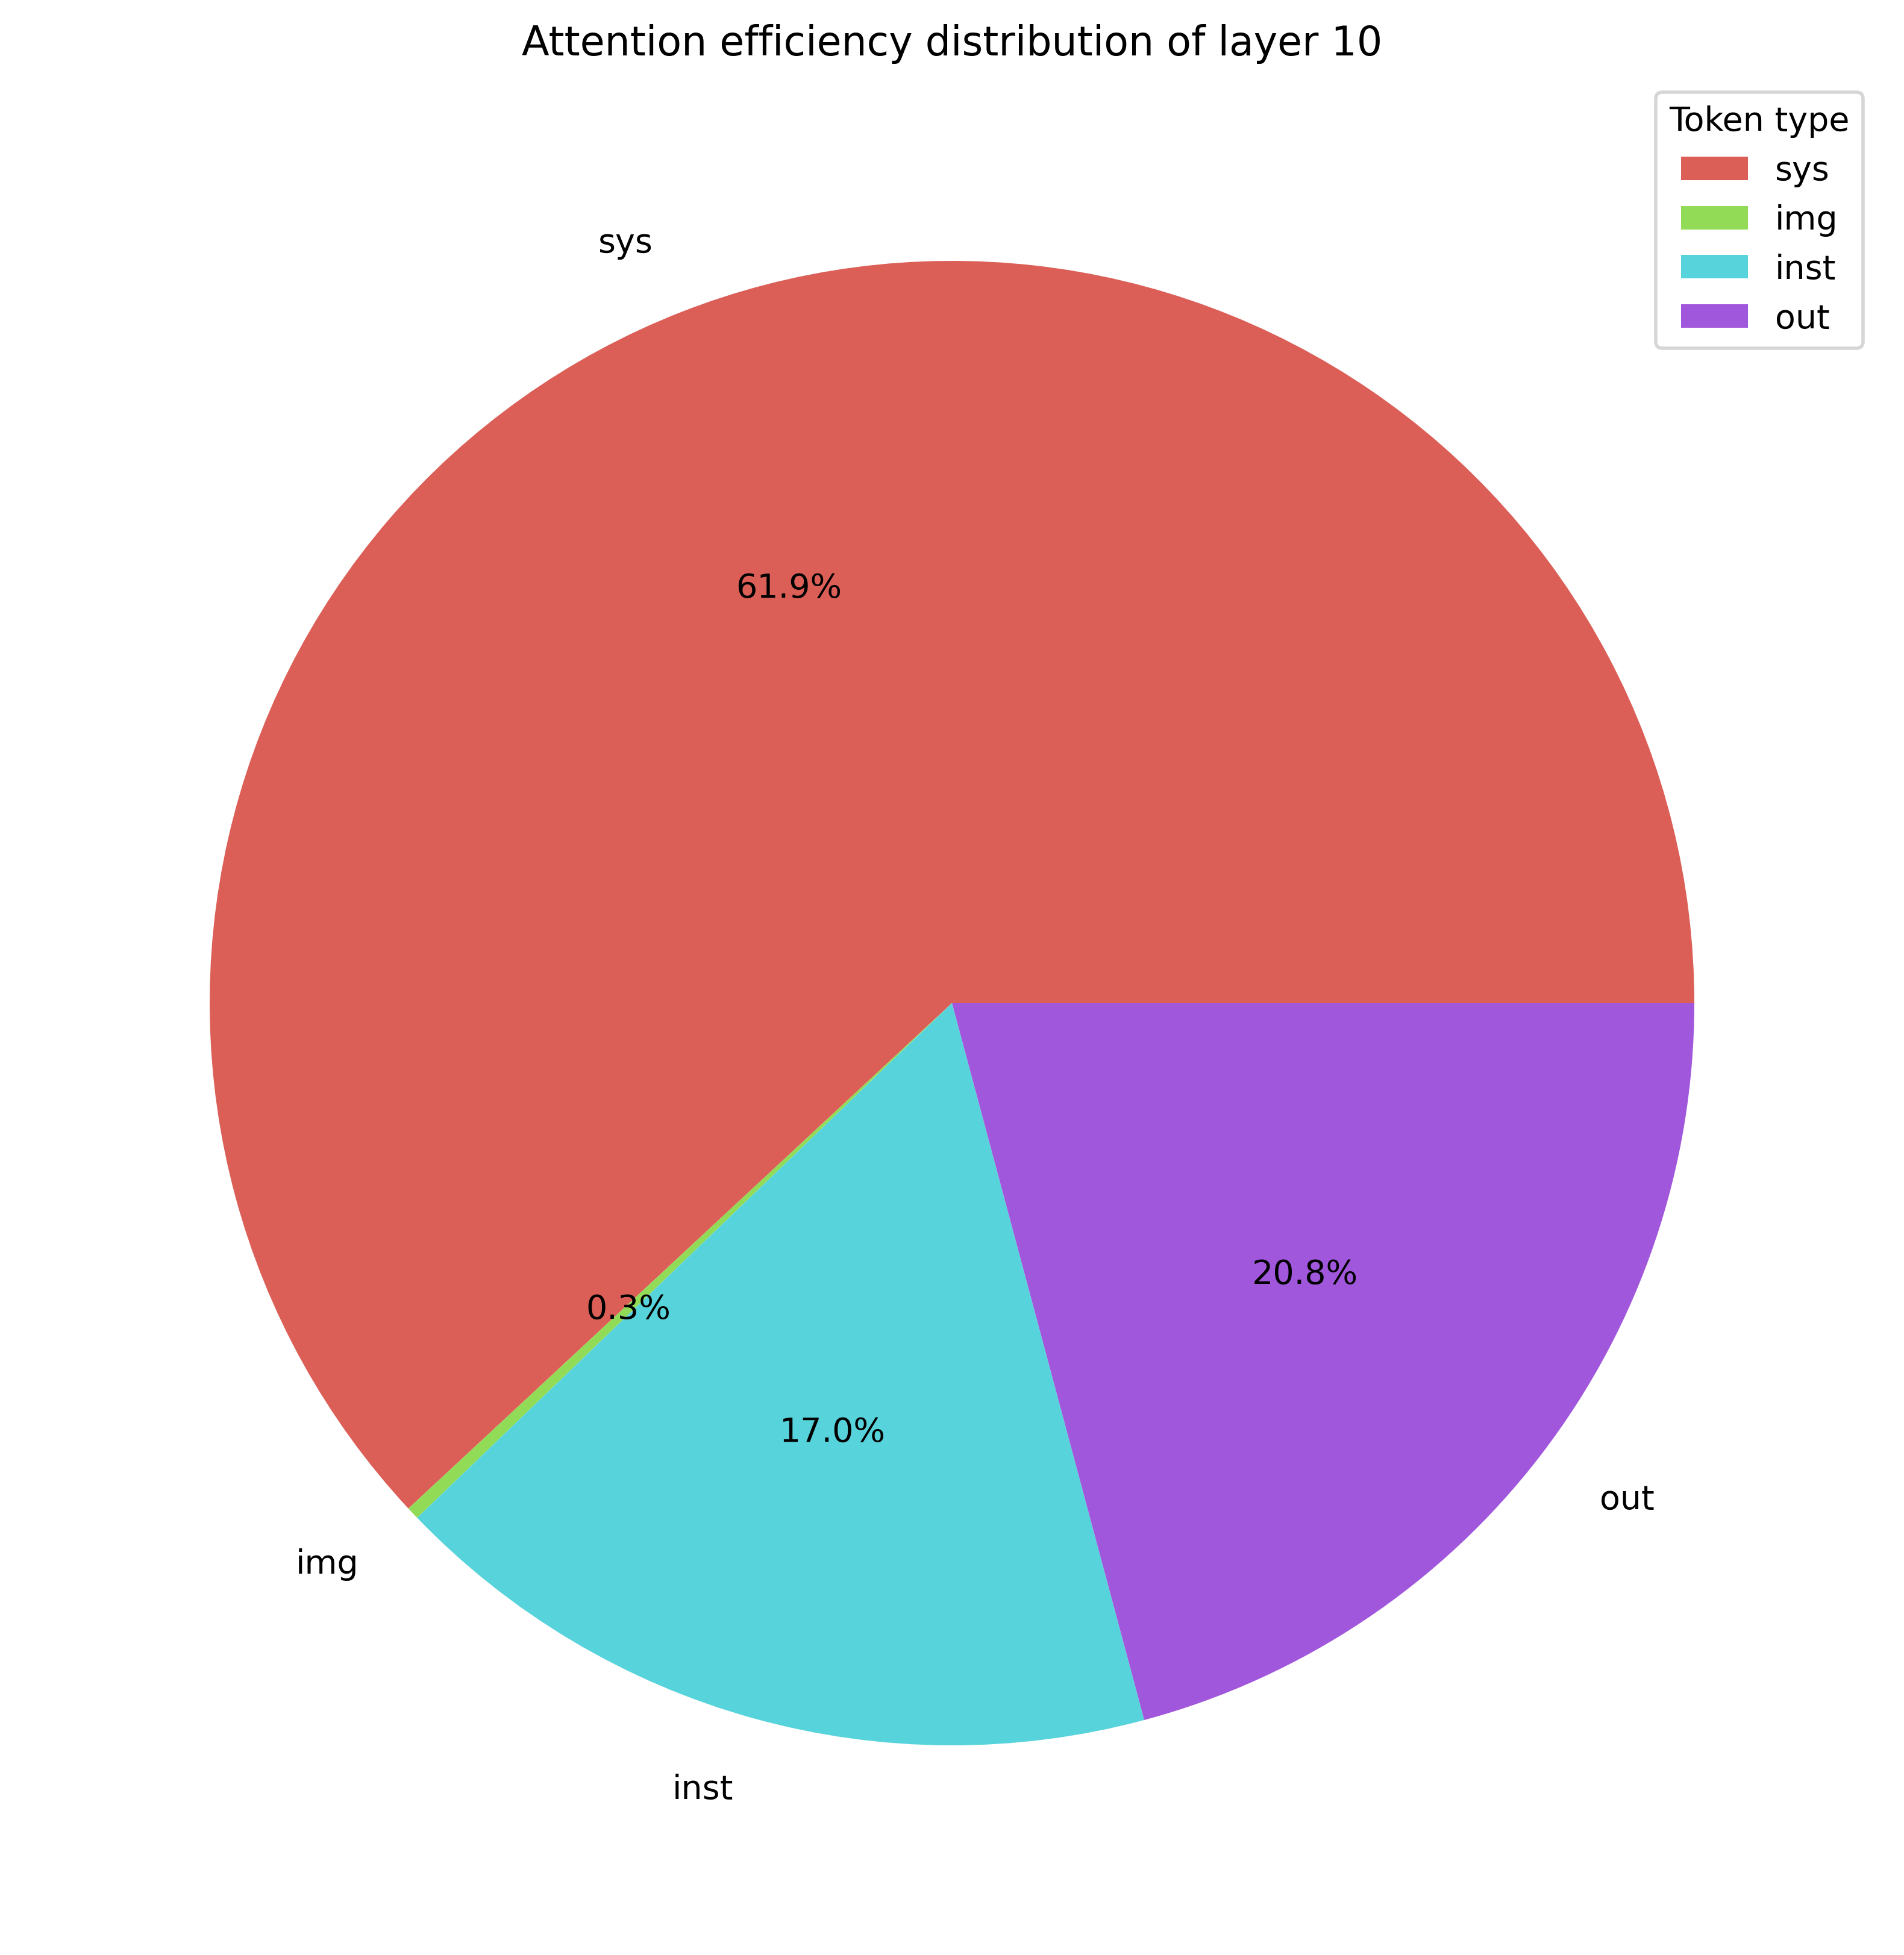 Attention efficiency distribution of layer 10
Token type
sys
img
inst
out
sys
61.9%
0.3%
17.0%
20.8%
img
inst
out